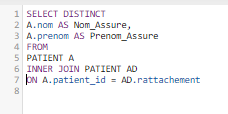 1 SELECT DISTINCT
2 A.nom AS Nom_Assure,
3 A.prenom AS Prenom_Assure
4 FROM
5 PATIENT A
6 INNER JOIN PATIENT AD
7 ON A.patient_id = AD.rattachement
8